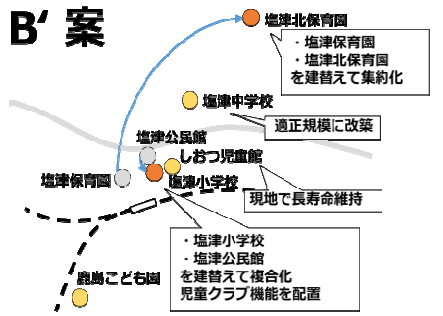 B‘ 案
塩津北保育園
・塩津保育園
・塩津北保育園
を建替えて集約化
塩津中学校
適正規模に改築
塩津公民館
しおつ児童館
塩津保育園
塩津小学校
現地で長寿命維持
・塩津小学校
・塩津公民館
を建替えて複合化
児童クラブ機能を配置
鹿島こども園